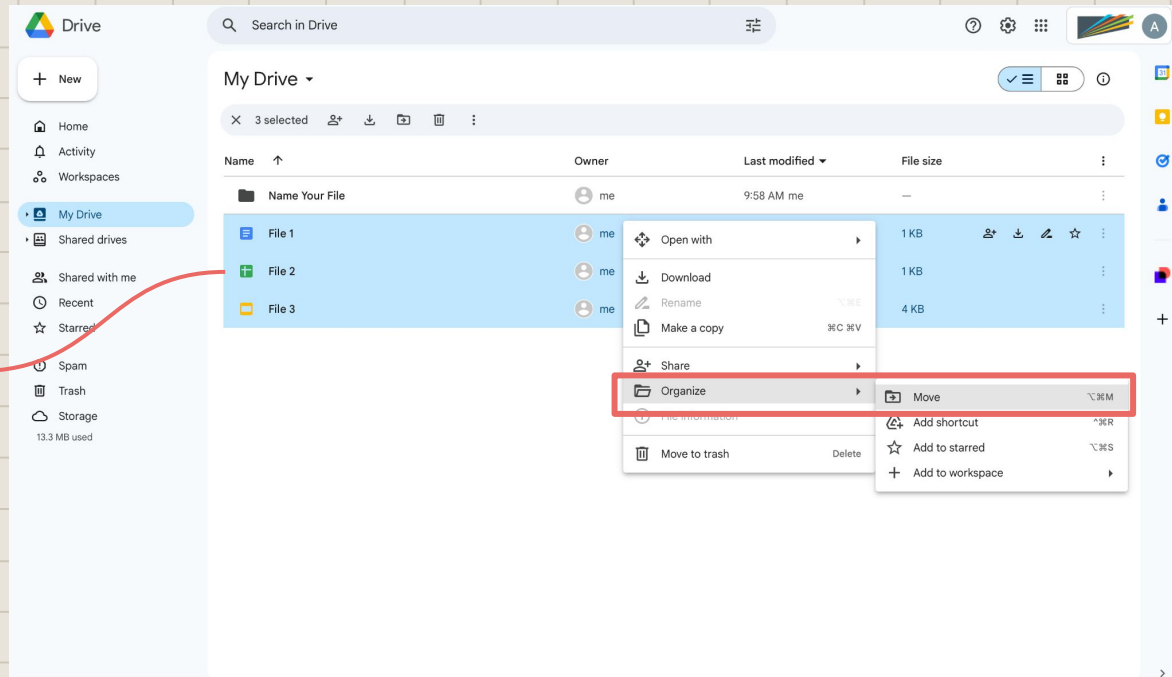 Drive
Search in Drive
A
New
My Drive
31
3 selected
Home
Activity
Workspaces
My Drive
Shared drives
Shared with me
Recent
Starred
Spam
Trash
Storage
13.3 MB used
Name Owner Last modified File size
Name Your File me 9:58 AM me —
File 1 me 1 KB
File 2 me 1 KB
File 3 me 4 KB
Open with
Download
Rename ⌥⌘E
Make a copy ⌘C ⌘V
Share
Organize
File information
Move to trash Delete
Move ⌥⌘M
Add shortcut ^⌘R
Add to starred ⌥⌘S
Add to workspace